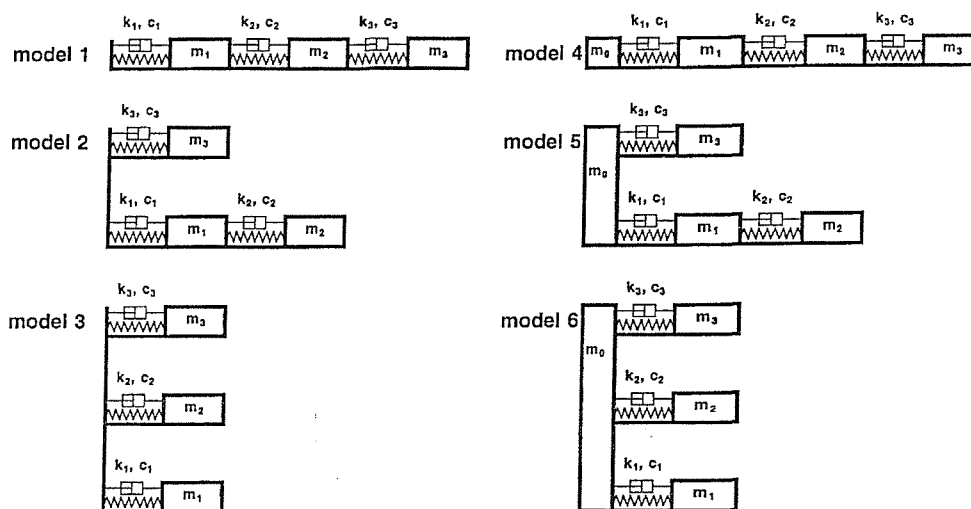 k₁, c₁ k₂, c₂ k₃, c₃
model 1 m₁ m₂ m₃
k₁, c₁ k₂, c₂ k₃, c₃
model 4 m₀ m₁ m₂ m₃
k₃, c₃
model 2 m₃
k₁, c₁ k₂, c₂
m₁ m₂
k₃, c₃
model 5 m₃
m₀
k₁, c₁ k₂, c₂
m₁ m₂
k₃, c₃
model 3 m₃
k₂, c₂
m₂
k₁, c₁
m₁
k₃, c₃
model 6 m₃
m₀
k₂, c₂
m₂
k₁, c₁
m₁